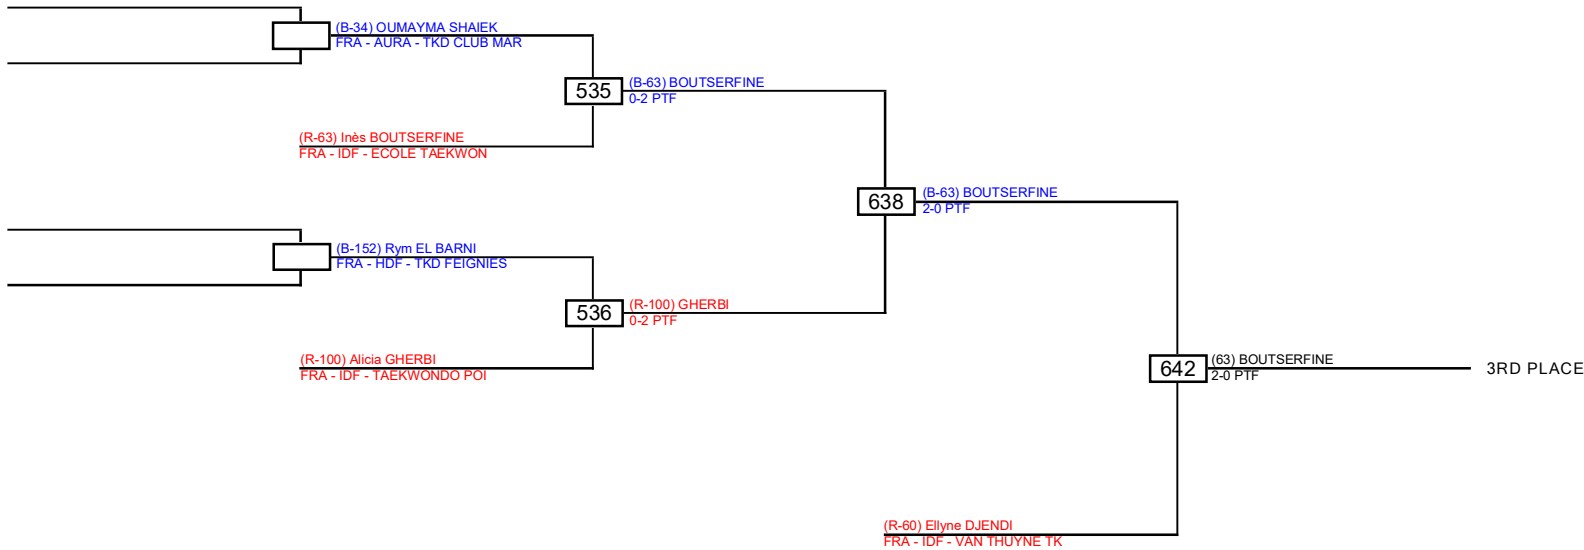 (B-34) OUMAYMA SHAIEK
FRA - AURA - TKD CLUB MAR
535
(B-63) BOUTSERFINE
0-2 PTF
(R-63) Inès BOUTSERFINE
FRA - IDF - ECOLE TAEKWON
638
(B-63) BOUTSERFINE
2-0 PTF
(B-152) Rym EL BARNI
FRA - HDF - TKD FEIGNIES
536
(R-100) GHERBI
0-2 PTF
(R-100) Alicia GHERBI
FRA - IDF - TAEKWONDO POI
642
(63) BOUTSERFINE
2-0 PTF
3RD PLACE
(R-60) Ellyne DJENDI
FRA - IDF - VAN THUYNE TK